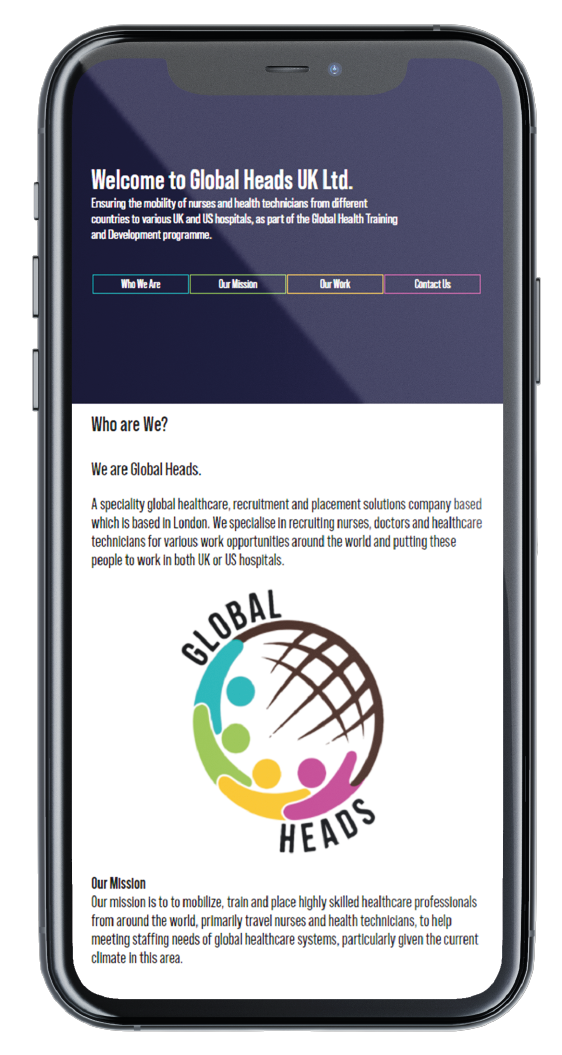 Welcome to Global Heads UK Ltd.
Ensuring the mobility of nurses and health technicians from different
countries to various UK and US hospitals, as part of the Global Health Training
and Development programme.
Who We Are
Our Mission
Our Work
Contact Us
Who are We?
We are Global Heads.
A speciality global healthcare, recruitment and placement solutions company based
which is based in London. We specialise in recruiting nurses, doctors and healthcare
technicians for various work opportunities around the world and putting these
people to work in both UK or US hospitals.
GLOBAL
HEADS
Our Mission
Our mission is to to mobilize, train and place highly skilled healthcare professionals
from around the world, primarily travel nurses and health technicians, to help
meeting staffing needs of global healthcare systems, particularly given the current
climate in this area.